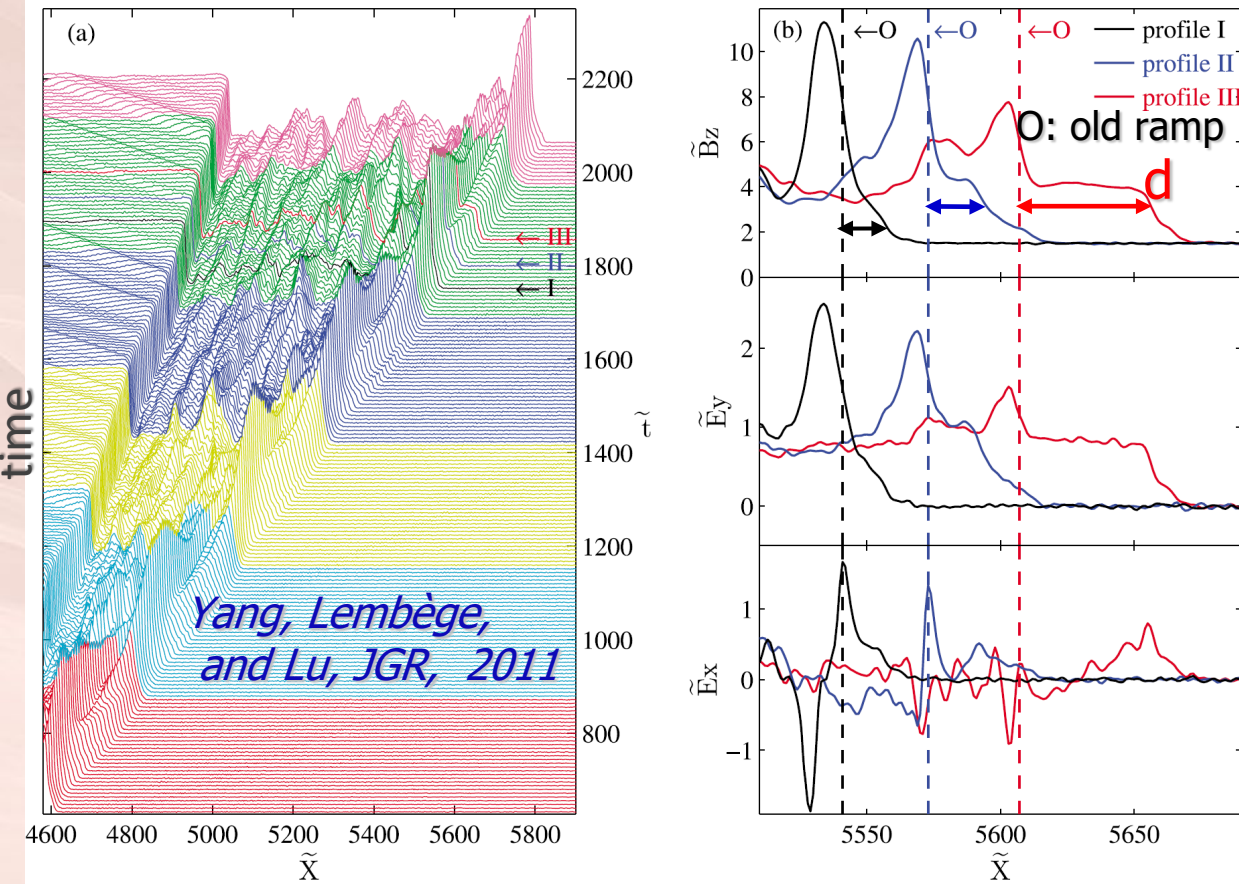 (a)
2200
2000
1800
1600
1400
1200
1000
800
← III
← II
← I
t̃
time
Yang, Lembège,
and Lu, JGR, 2011
4600 4800 5000 5200 5400 5600 5800
X̃
(b)
←O ←O ←O
profile I
profile II
profile III
O: old ramp
d
B̃z
10
8
6
4
2
0
Ẽy
2
1
0
Ẽx
1
0
−1
5550 5600 5650
X̃